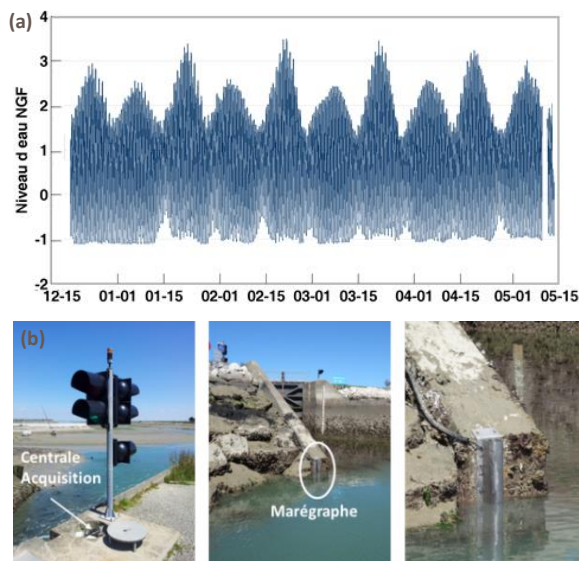 (a)
Niveau d eau NGF
4
3
2
1
0
-1
-2
12-15 01-01 01-15 02-01 02-15 03-01 03-15 04-01 04-15 05-01 05-15
(b)
Centrale
Acquisition
Marégraphe